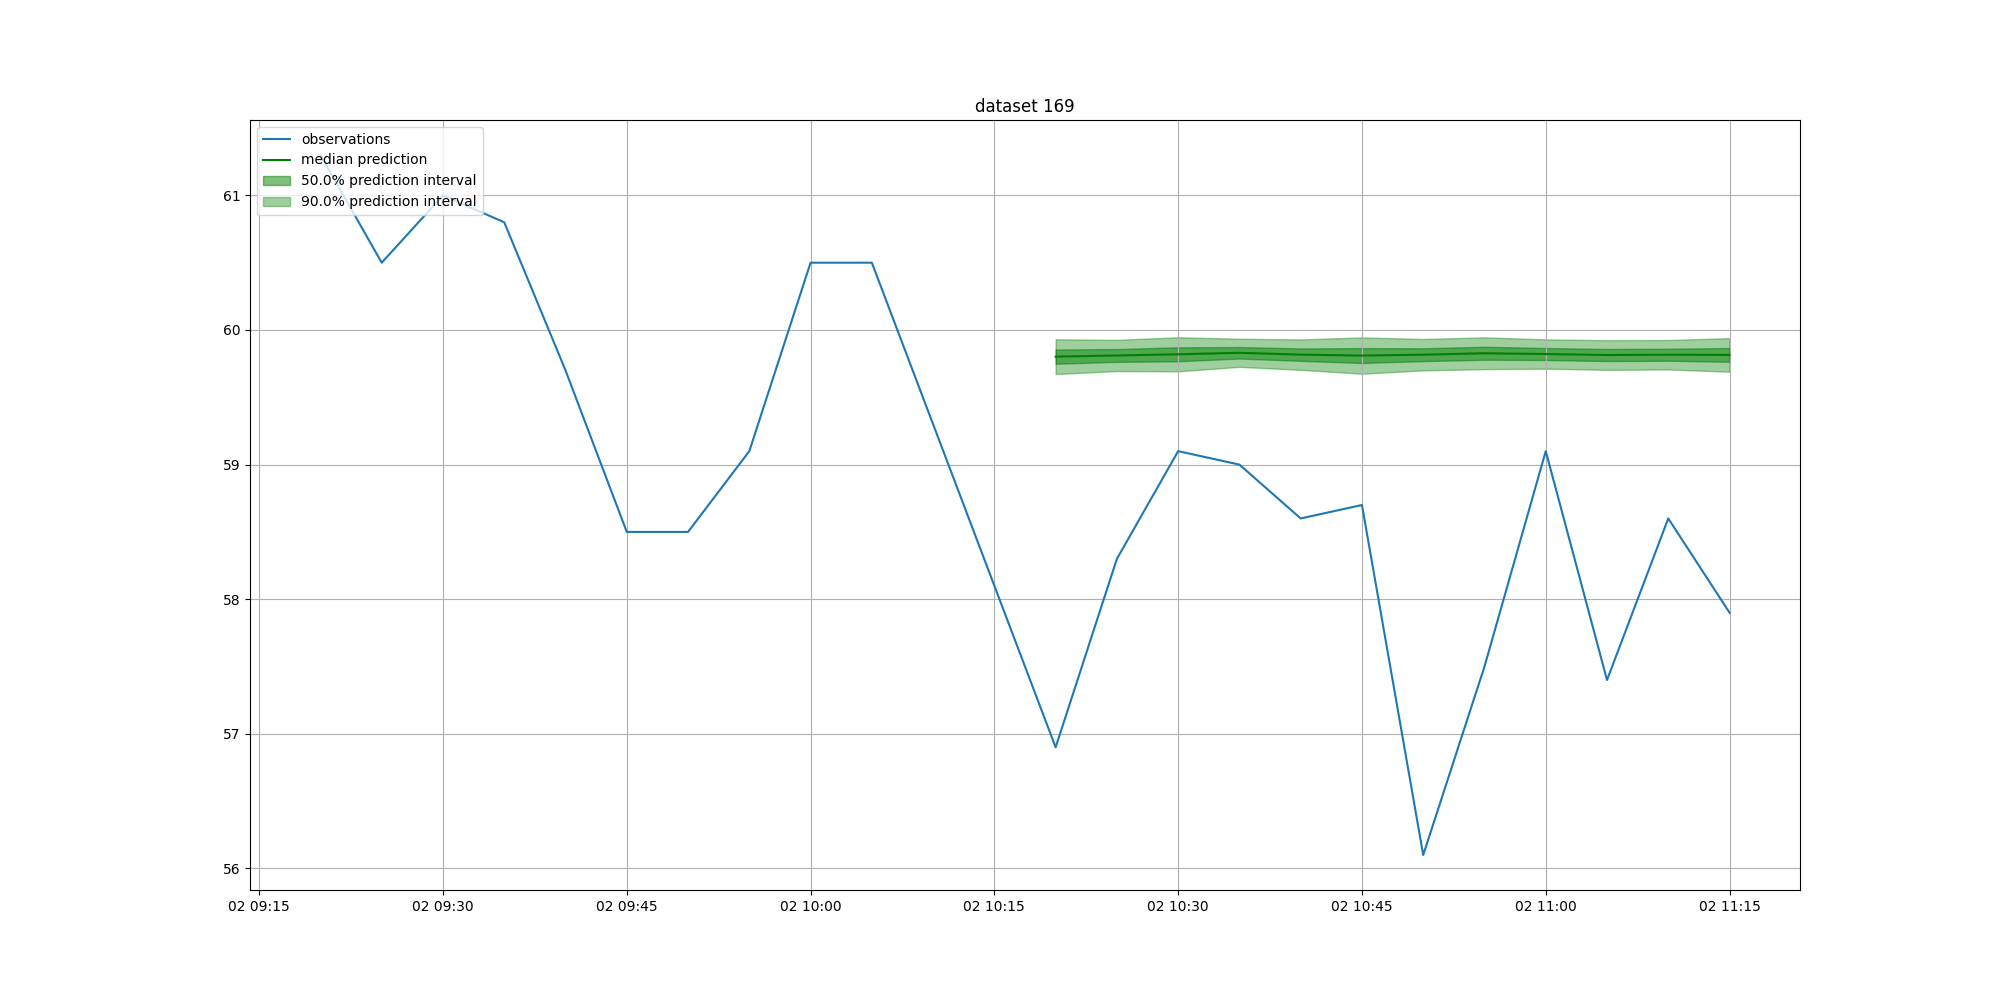 dataset 169
observations
median prediction
50.0% prediction interval
90.0% prediction interval
61
60
59
58
57
56
02 09:15 02 09:30 02 09:45 02 10:00 02 10:15 02 10:30 02 10:45 02 11:00 02 11:15